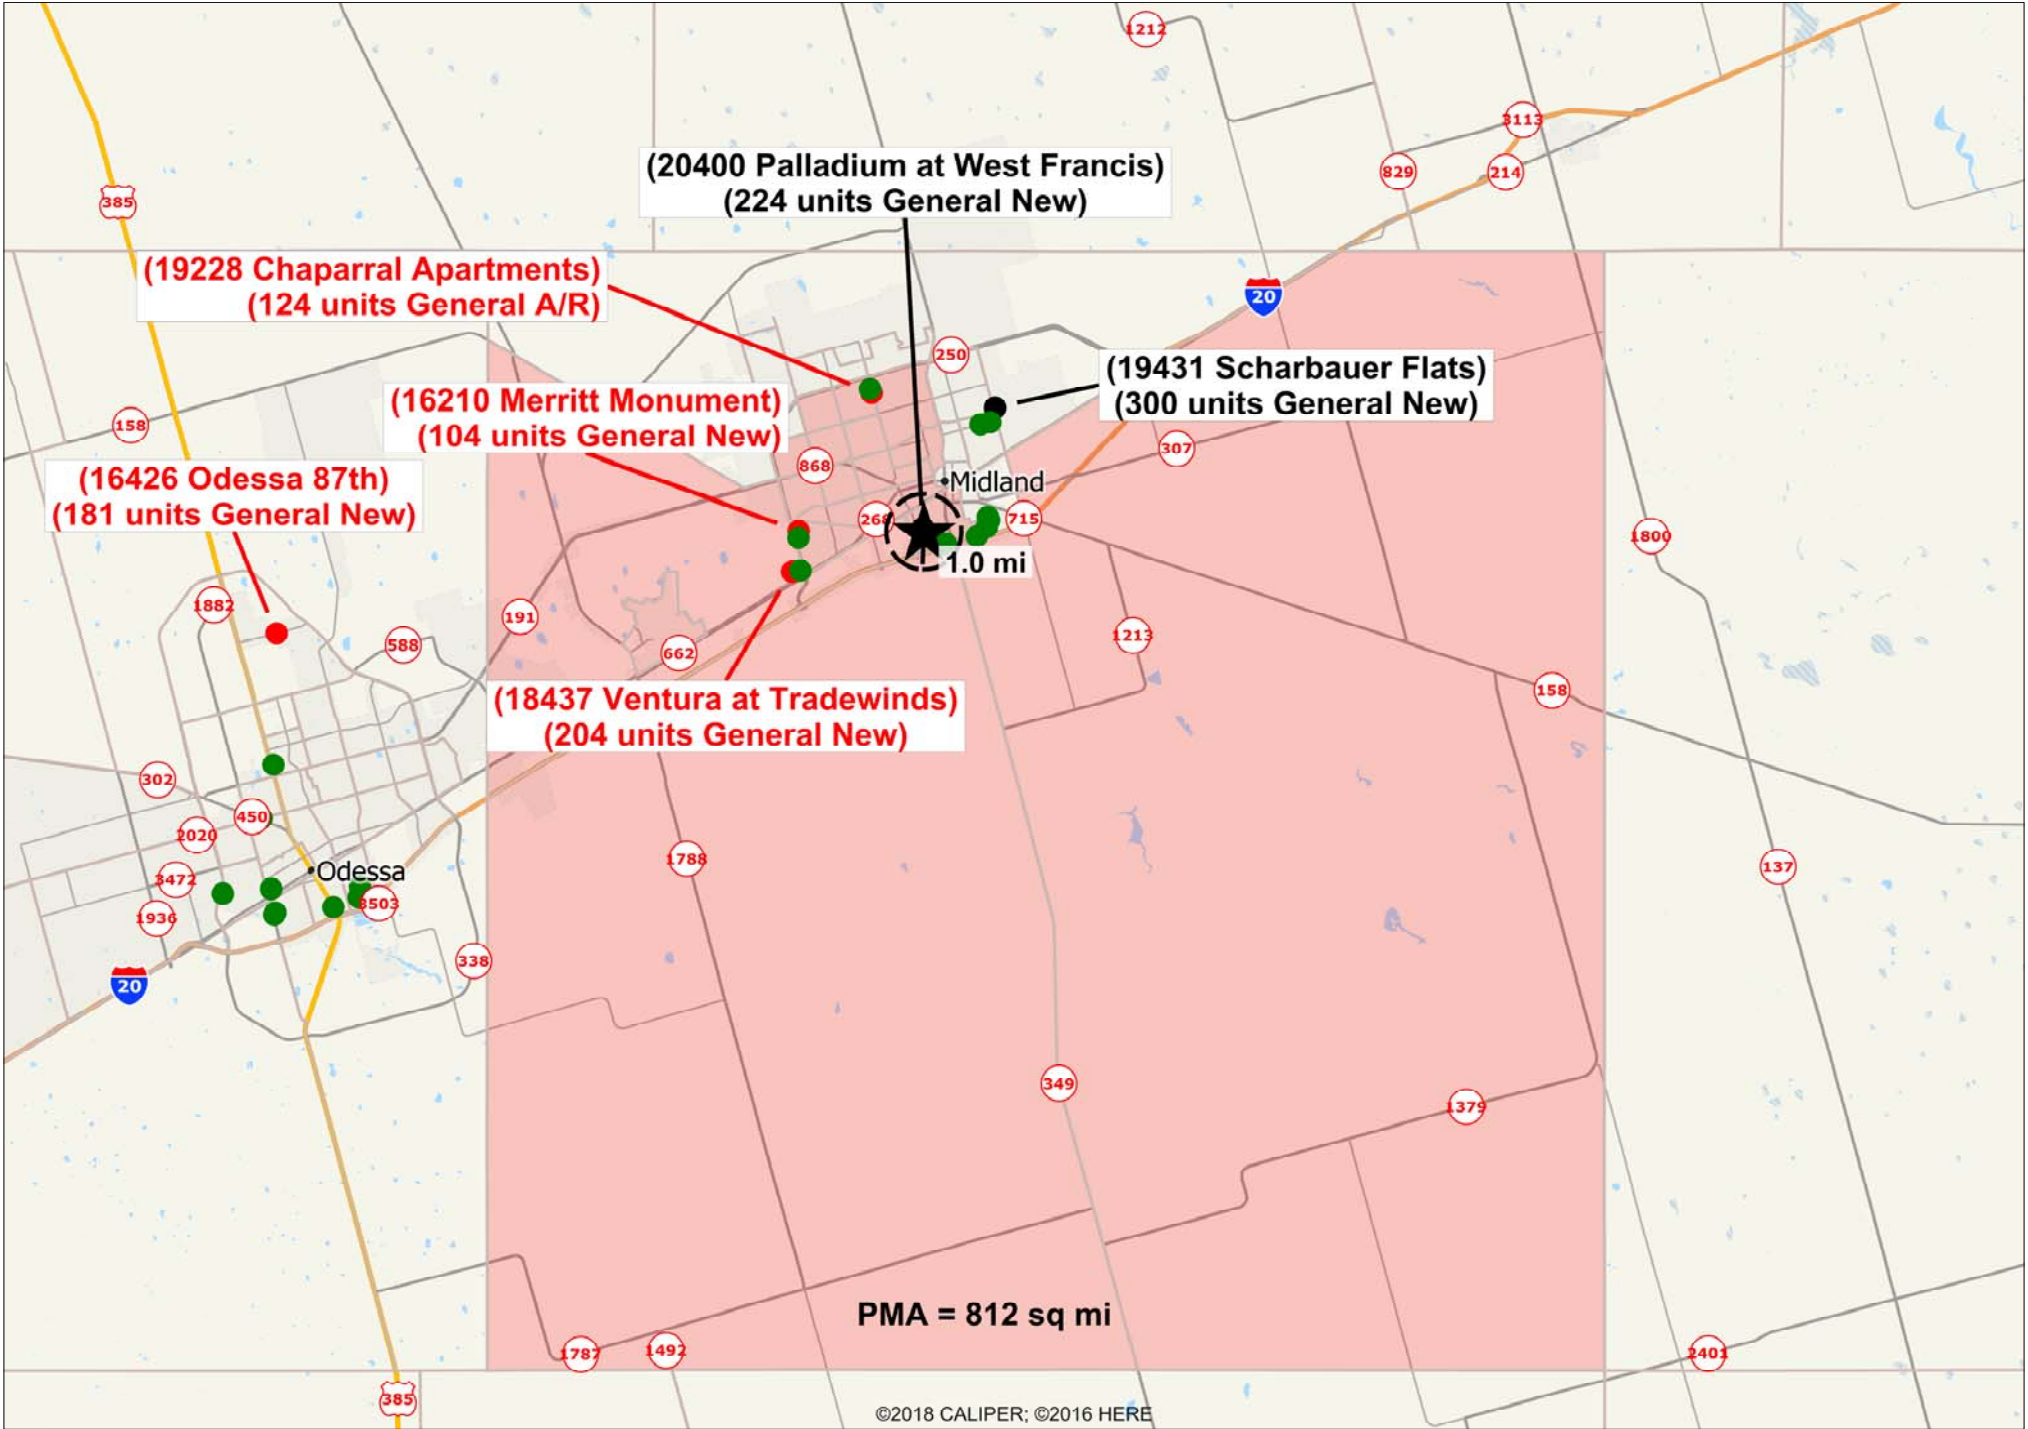 1212
3113
829
214
(20400 Palladium at West Francis)
(224 units General New)
385
(19228 Chaparral Apartments)
(124 units General A/R)
20
250
(19431 Scharbauer Flats)
(300 units General New)
(16210 Merritt Monument)
(104 units General New)
158
307
868
(16426 Odessa 87th)
(181 units General New)
Midland
268
715
1800
1.0 mi
1882
191
588
1213
662
158
(18437 Ventura at Tradewinds)
(204 units General New)
302
450
2020
1788
137
Odessa
3472
3503
1936
338
20
349
1379
PMA = 812 sq mi
1787
1492
2401
385
©2018 CALIPER; ©2016 HERE